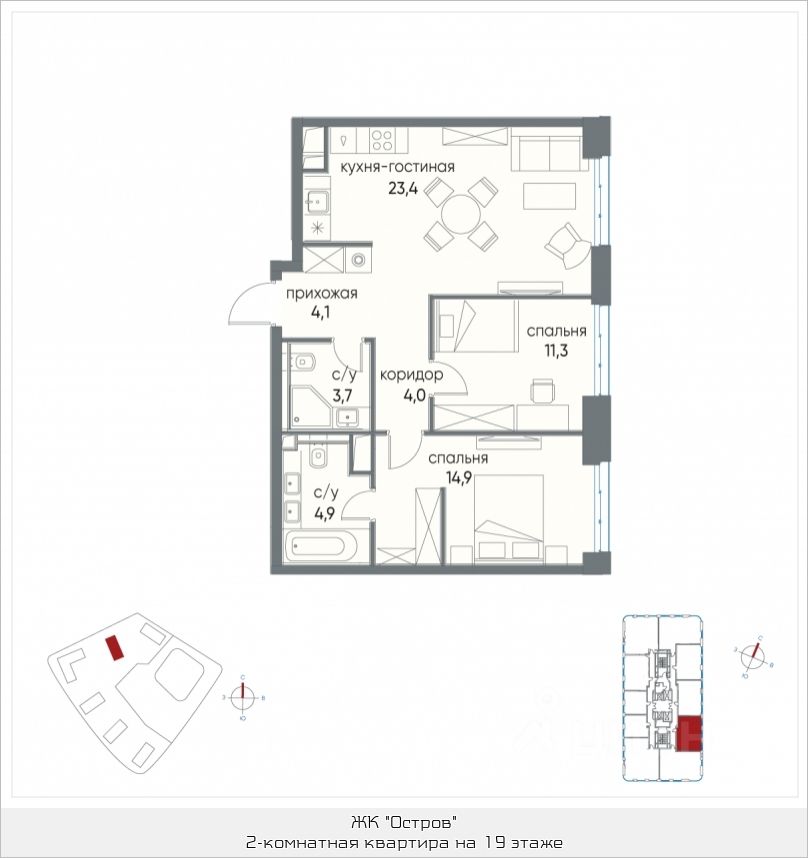 кухня-гостиная
23,4
прихожая
4,1
спальня
11,3
с/у
3,7
коридор
4,0
спальня
14,9
с/у
4,9
С
З
В
Ю
С
З
В
Ю
ЖК "Остров"
2-комнатная квартира на 19 этаже